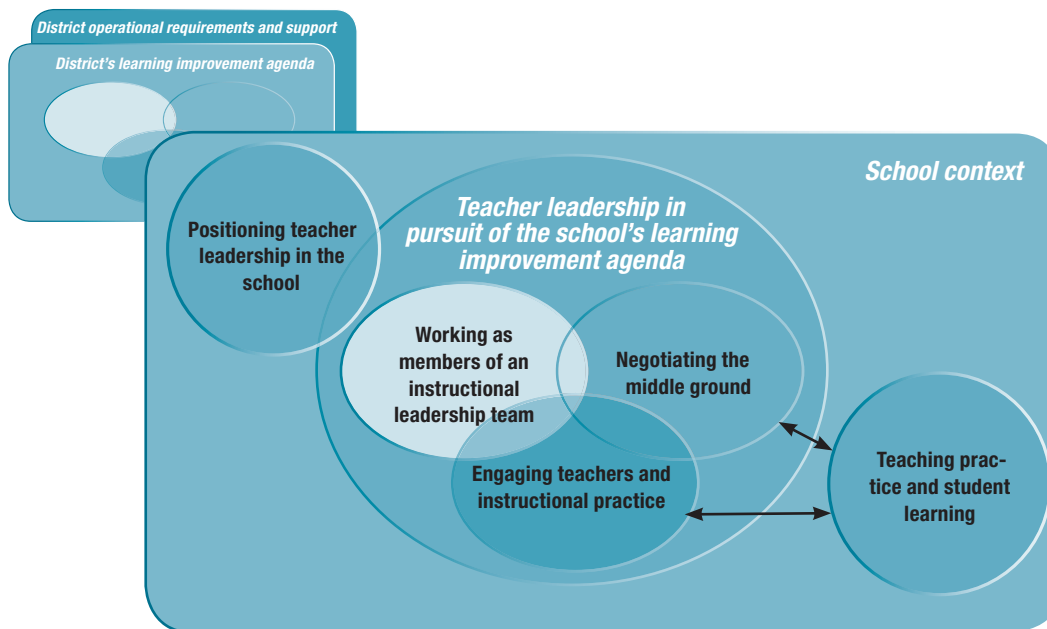 District operational requirements and support
District's learning improvement agenda
School context
Positioning teacher
leadership in the
school
Teacher leadership in
pursuit of the school’s learning
improvement agenda
Working as
members of an
instructional
leadership team
Negotiating the
middle ground
Engaging teachers and
instructional practice
Teaching prac-
tice and student
learning